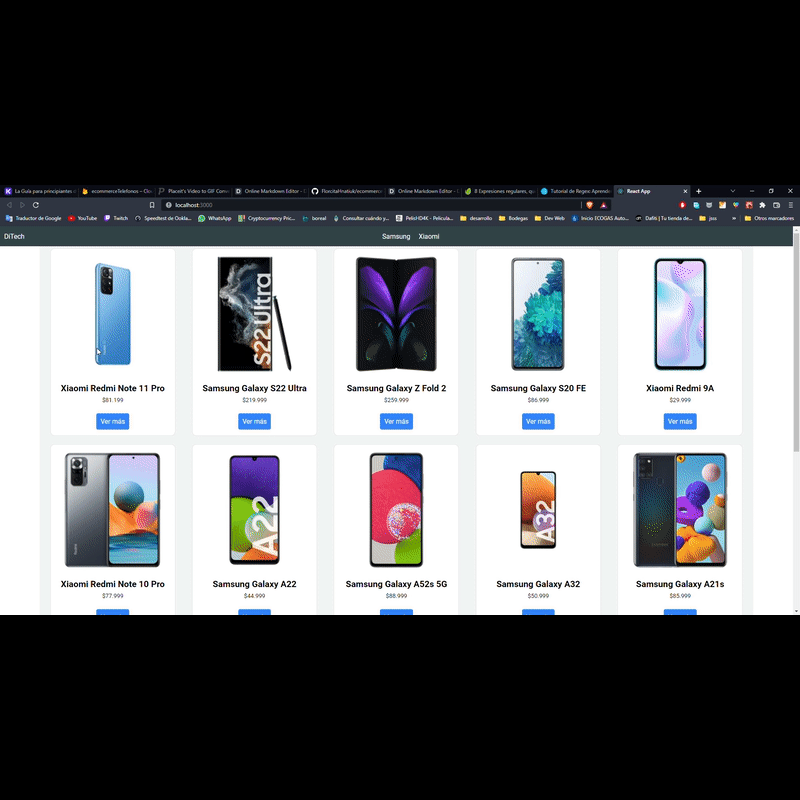 La Guía para principiantes d
ecommerceTelefonos – Clo
Placeit's Video to GIF Conv
Online Markdown Editor - D
FlorcitaHnatiuk/ecommerce
Online Markdown Editor - D
8 Expresiones regulares, qu
Tutorial de Regex: Aprende
React App
localhost:3000
Traductor de Google
YouTube
Twitch
Speedtest de Ookla...
WhatsApp
Cryptocurrency Pric...
boreal
Consultar cuándo y...
PelisHD4K - Película...
desarrollo
Bodegas
Dev Web
Inicio ECOGAS Auto...
Dafiti | Tu tienda de...
jsss
Otros marcadores
DiTech
Samsung Xiaomi
S22 Ultra
Xiaomi Redmi Note 11 Pro
$81.199
Ver más
Samsung Galaxy S22 Ultra
$219.999
Ver más
Samsung Galaxy Z Fold 2
$259.999
Ver más
Samsung Galaxy S20 FE
$86.999
Ver más
Xiaomi Redmi 9A
$29.999
Ver más
A22
A32
Xiaomi Redmi Note 10 Pro
$77.999
Samsung Galaxy A22
$44.999
Samsung Galaxy A52s 5G
$88.999
Samsung Galaxy A32
$50.999
Samsung Galaxy A21s
$85.999